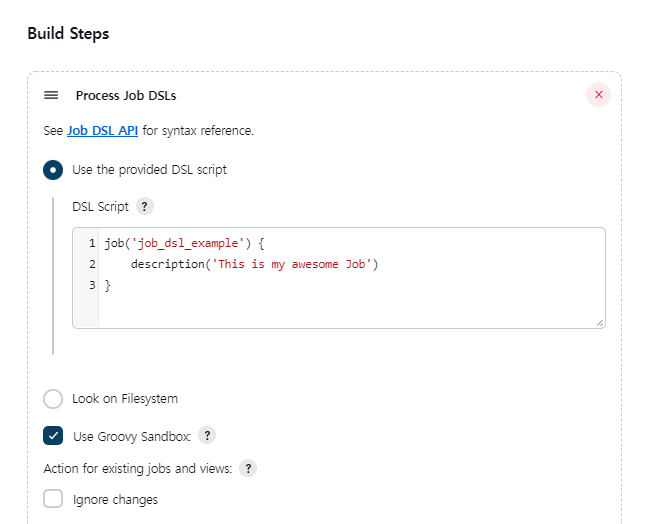 Build Steps
Process Job DSLs
See Job DSL API for syntax reference.
Use the provided DSL script
DSL Script ?
1 job('job_dsl_example') {
2     description('This is my awesome Job')
3 }
Look on Filesystem
Use Groovy Sandbox ?
Action for existing jobs and views: ?
Ignore changes